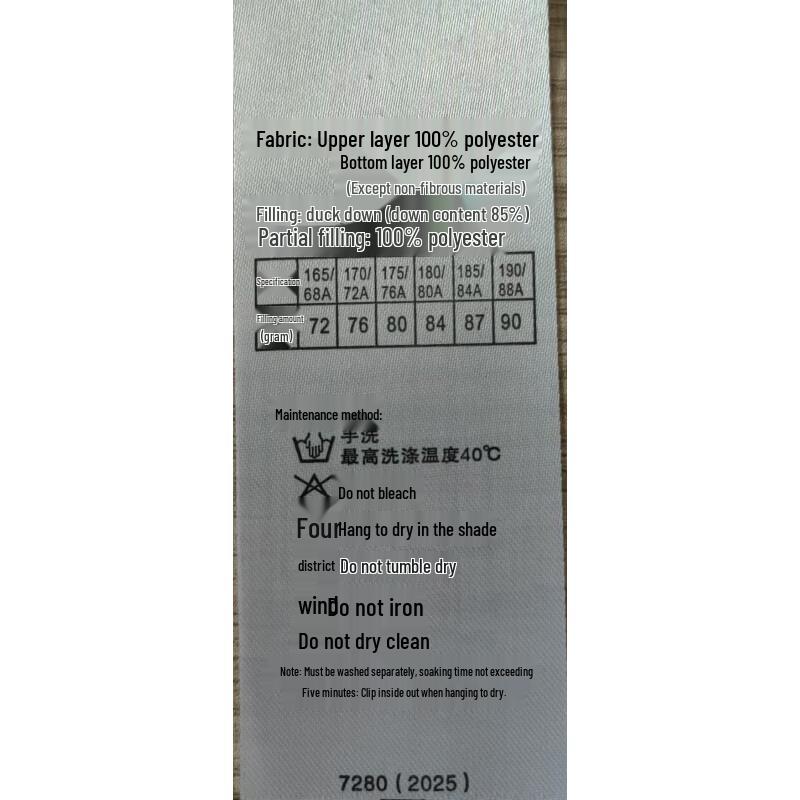 Fabric: Upper layer 100% polyester
Bottom layer 100% polyester
(Except non-fibrous materials)
Filling: duck down (down content 85%)
Partial filling: 100% polyester
Specification 165/68A 170/72A 175/76A 180/80A 185/84A 190/88A
Filling amount (gram) 72 76 80 84 87 90
Maintenance method:
手洗
最高洗涤温度40℃
Do not bleach
Four Hang to dry in the shade
district Do not tumble dry
wind Do not iron
Do not dry clean
Note: Must be washed separately, soaking time not exceeding
Five minutes: Clip inside out when hanging to dry.
7280 ( 2025 )